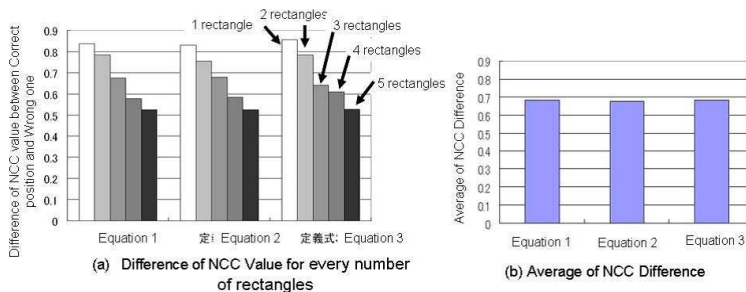 Difference of NCC value between Correct
position and Wrong one
0.9
0.8
0.7
0.6
0.5
0.4
0.3
0.2
0.1
0
1 rectangle
2 rectangles
3 rectangles
4 rectangles
5 rectangles
Equation 1
定 Equation 2
定義式 Equation 3
(a) Difference of NCC Value for every number
of rectangles
Average of NCC Difference
0.9
0.8
0.7
0.6
0.5
0.4
0.3
0.2
0.1
0
Equation 1
Equation 2
Equation 3
(b) Average of NCC Difference